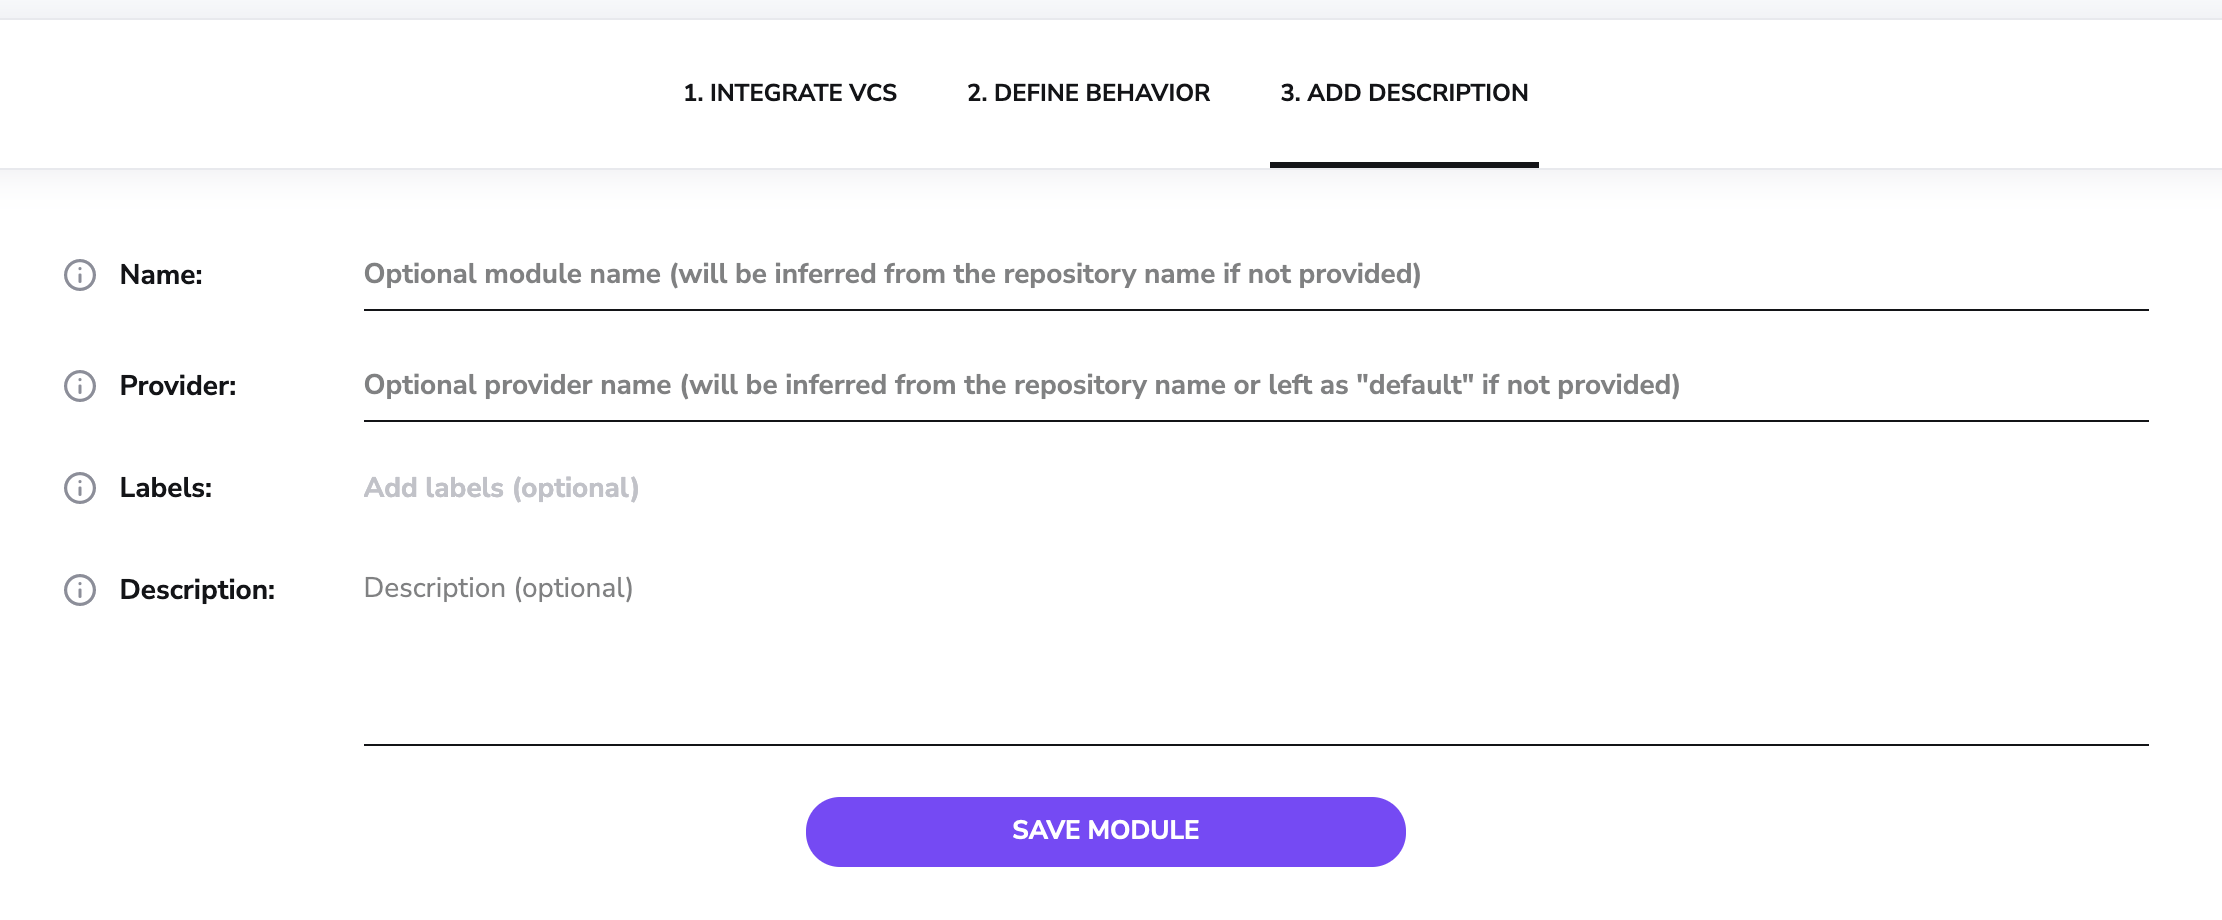 1. INTEGRATE VCS 2. DEFINE BEHAVIOR 3. ADD DESCRIPTION
Name: Optional module name (will be inferred from the repository name if not provided)
Provider: Optional provider name (will be inferred from the repository name or left as "default" if not provided)
Labels: Add labels (optional)
Description: Description (optional)
SAVE MODULE